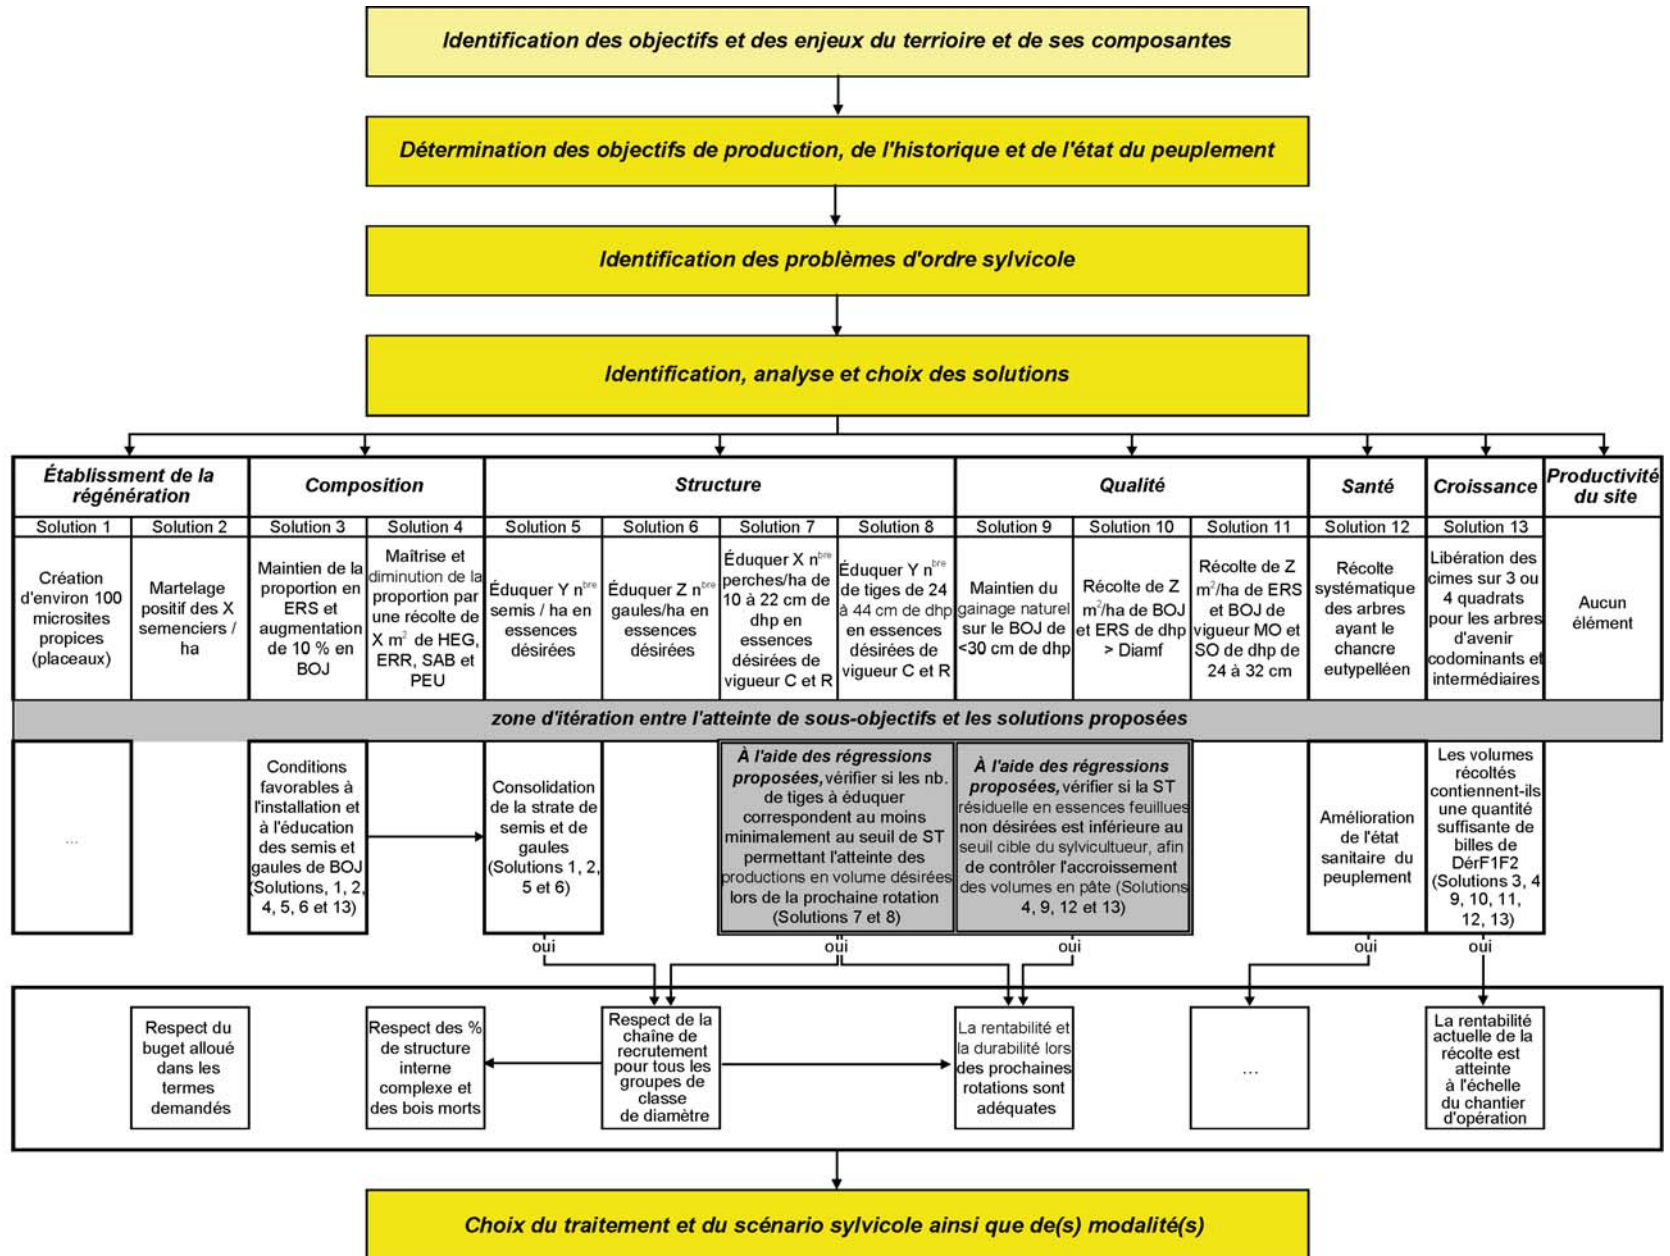 Identification des objectifs et des enjeux du terrioire et de ses composantes
Détermination des objectifs de production, de l'historique et de l'état du peuplement
Identification des problèmes d'ordre sylvicole
Identification, analyse et choix des solutions
Établissment de la
régénération
Composition
Structure
Qualité
Santé
Croissance
Productivité
du site
Solution 1
Solution 2
Solution 3
Solution 4
Solution 5
Solution 6
Solution 7
Solution 8
Solution 9
Solution 10
Solution 11
Solution 12
Solution 13
Création
d'environ 100
microsites
propices
(placeaux)
Martelage
positif des X
semenciers /
ha
Maintien de la
proportion en
ERS et
augmentation
de 10 % en
BOJ
Maîtrise et
diminution de la
proportion par
une récolte de
X m² de HEG,
ERR, SAB et
PEU
Éduquer Y nbre
semis / ha en
essences
désirées
Éduquer Z nbre
gaules/ha en
essences
désirées
Éduquer X nbre
perches/ha de
10 à 22 cm de
dhp en
essences
désirées de
vigueur C et R
Éduquer Y nbre
de tiges de 24
à 44 cm de dhp
en essences
désirées de
vigueur C et R
Maintien du
gainage naturel
sur le BOJ de
<30 cm de dhp
Récolte de Z
m²/ha de BOJ
et ERS de dhp
> Diamf
Récolte de Z
m²/ha de ERS
et BOJ de
vigueur MO et
SO de dhp de
24 à 32 cm
Récolte
systématique
des arbres
ayant le
chancre
eutypelléen
Libération des
cimes sur 3 ou
4 quadrats
pour les arbres
d'avenir
codominants et
intermédiaires
Aucun
élément
zone d'itération entre l'atteinte de sous-objectifs et les solutions proposées
...
Conditions
favorables à
l'installation et
à l'éducation
des semis et
gaules de BOJ
(Solutions, 1, 2,
4, 5, 6 et 13)
Consolidation
de la strate de
semis et de
gaules
(Solutions 1, 2,
5 et 6)
À l'aide des régressions
proposées, vérifier si les nb.
de tiges à éduquer
correspondent au moins
minimalement au seuil de ST
permettant l'atteinte des
productions en volume désirées
lors de la prochaine rotation
(Solutions 7 et 8)
À l'aide des régressions
proposées, vérifier si la ST
résiduelle en essences feuillues
non désirées est inférieure au
seuil cible du sylvicultueur, afin
de contrôler l'accroissement
des volumes en pâte (Solutions
4, 9, 12 et 13)
Amélioration
de l'état
sanitaire du
peuplement
Les volumes
récoltés
contiennent-ils
une quantité
suffisante de
billes de
DérF1F2
(Solutions 3, 4
9, 10, 11,
12, 13)
oui
oui
oui
oui
oui
Respect du
buget alloué
dans les
termes
demandés
Respect des %
de structure
interne
complexe et
des bois morts
Respect de la
chaîne de
recrutement
pour tous les
groupes de
classe
de diamètre
La rentabilité et
la durabilité lors
des prochaines
rotations sont
adéquates
...
La rentabilité
actuelle de la
récolte est
atteinte
à l'échelle
du chantier
d'opération
Choix du traitement et du scénario sylvicole ainsi que de(s) modalité(s)